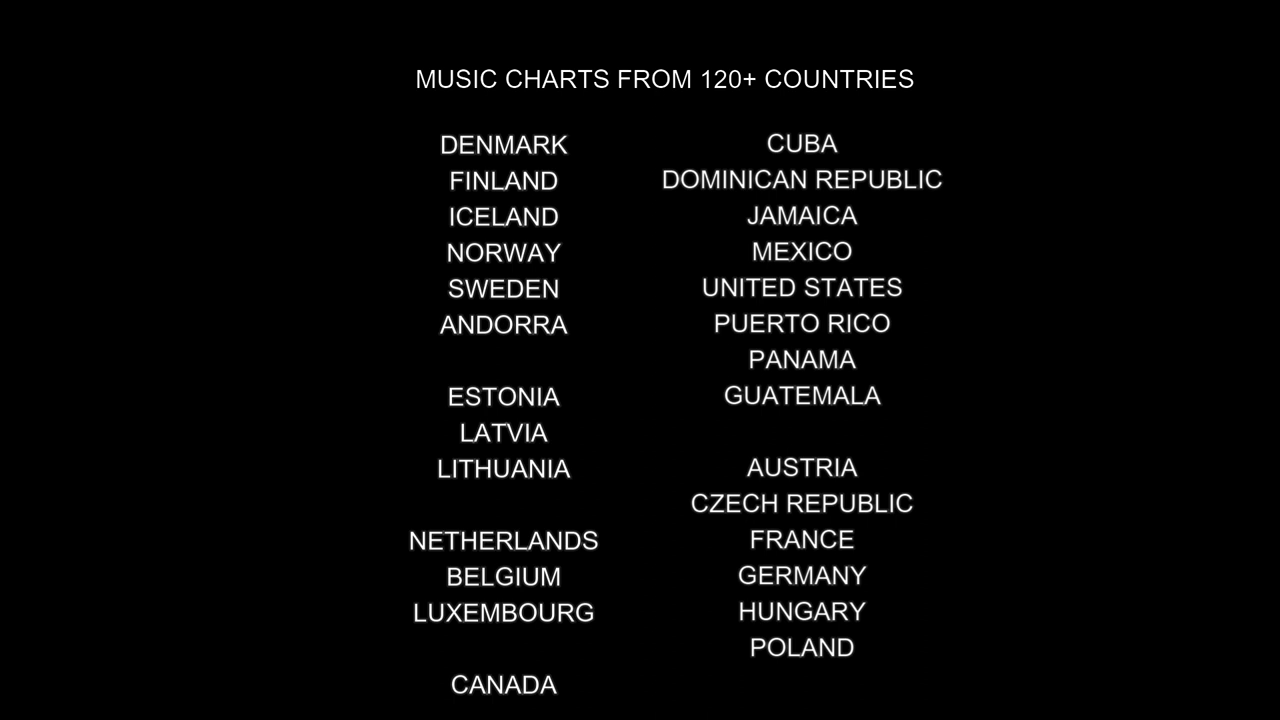 MUSIC CHARTS FROM 120+ COUNTRIES
DENMARK
FINLAND
ICELAND
NORWAY
SWEDEN
ANDORRA
ESTONIA
LATVIA
LITHUANIA
NETHERLANDS
BELGIUM
LUXEMBOURG
CANADA
CUBA
DOMINICAN REPUBLIC
JAMAICA
MEXICO
UNITED STATES
PUERTO RICO
PANAMA
GUATEMALA
AUSTRIA
CZECH REPUBLIC
FRANCE
GERMANY
HUNGARY
POLAND